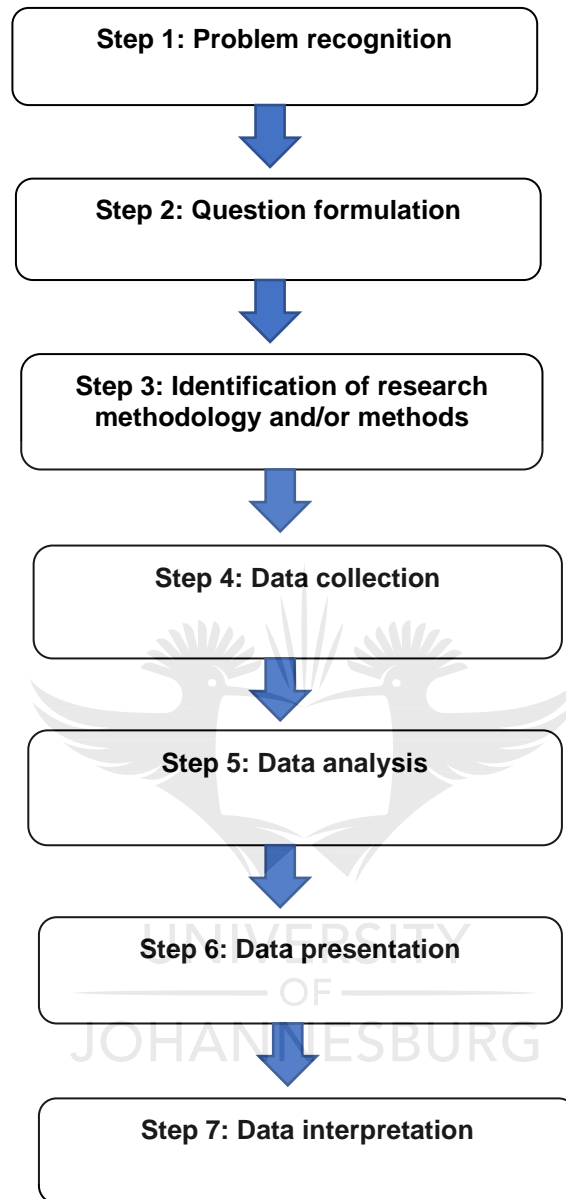 Step 1: Problem recognition
Step 2: Question formulation
Step 3: Identification of research
methodology and/or methods
Step 4: Data collection
Step 5: Data analysis
Step 6: Data presentation
UNIVERSITY
OF
JOHANNESBURG
Step 7: Data interpretation